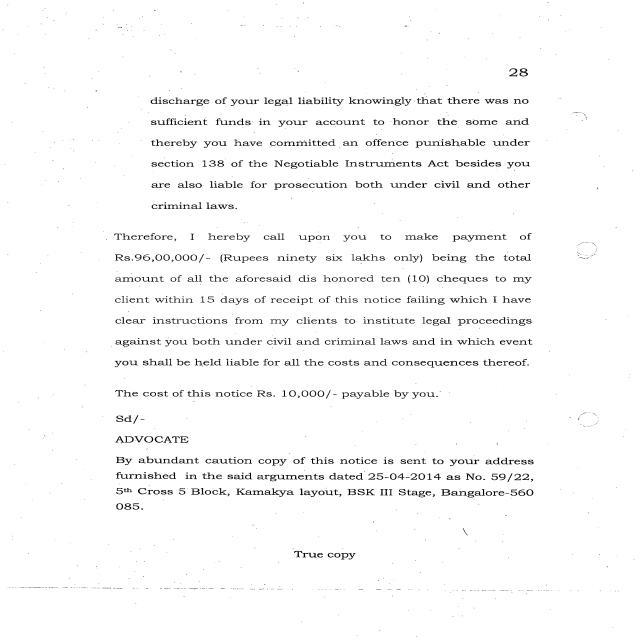 28
discharge of your legal liability knowingly that there was no
sufficient funds in your account to honor the some and
thereby you have committed an offence punishable under
section 138 of the Negotiable Instruments Act besides you
are also liable for prosecution both under civil and other
criminal laws.
Therefore, I hereby call upon you to make payment of
Rs.96,00,000/- (Rupees ninety six lakhs only) being the total
amount of all the aforesaid dis honored ten (10) cheques to my
client within 15 days of receipt of this notice failing which I have
clear instructions from my clients to institute legal proceedings
against you both under civil and criminal laws and in which event
you shall be held liable for all the costs and consequences thereof.
The cost of this notice Rs. 10,000/- payable by you.
Sd/-
ADVOCATE
By abundant caution copy of this notice is sent to your address
furnished in the said arguments dated 25-04-2014 as No. 59/22,
5th Cross 5 Block, Kamakya layout, BSK III Stage, Bangalore-560
085.
True copy